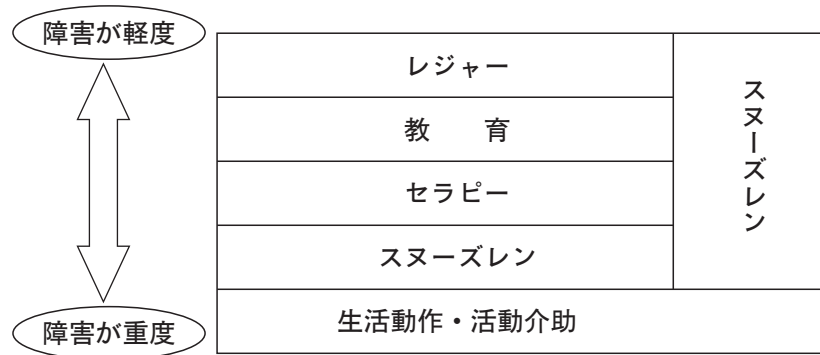 障害が軽度
レジャー
教　　育
セラピー
スヌーズレン
スヌーズレン
障害が重度
生活動作・活動介助